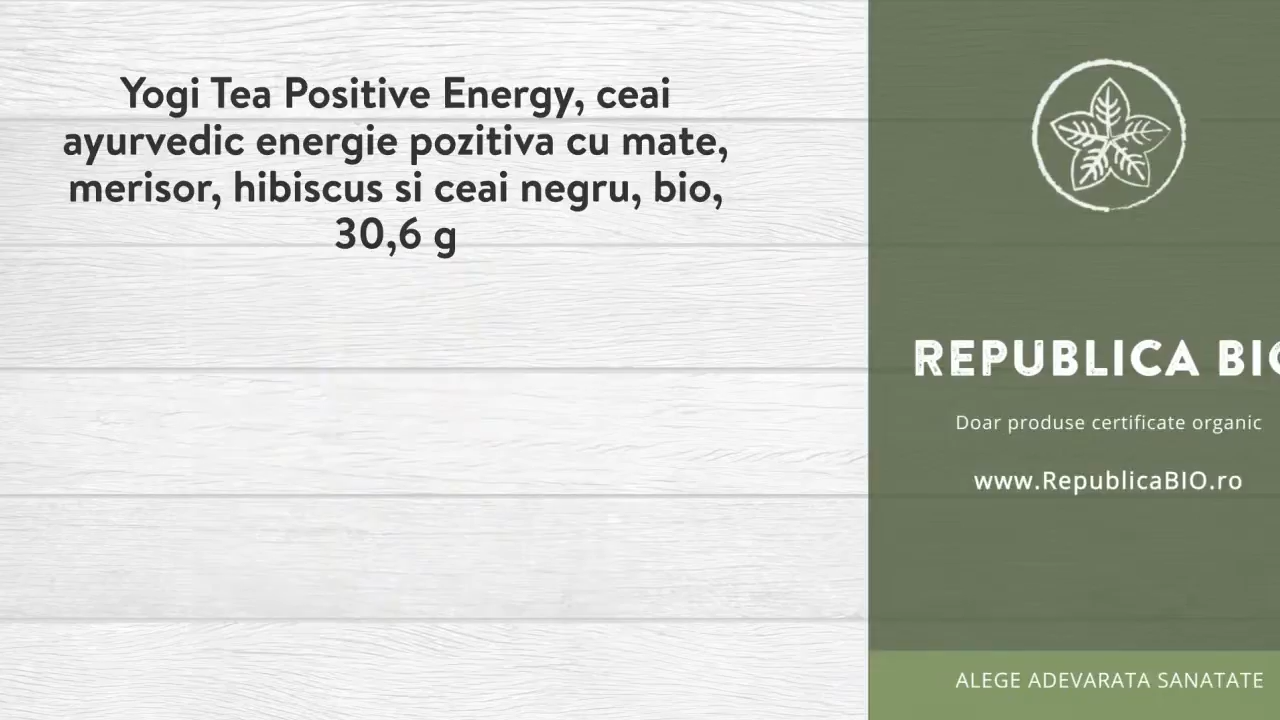 Yogi Tea Positive Energy, ceai
ayurvedic energie pozitiva cu mate,
merisor, hibiscus si ceai negru, bio,
30,6 g
REPUBLICA BIO
Doar produse certificate organic
www.RepublicaBIO.ro
ALEGE ADEVARATA SANATATE